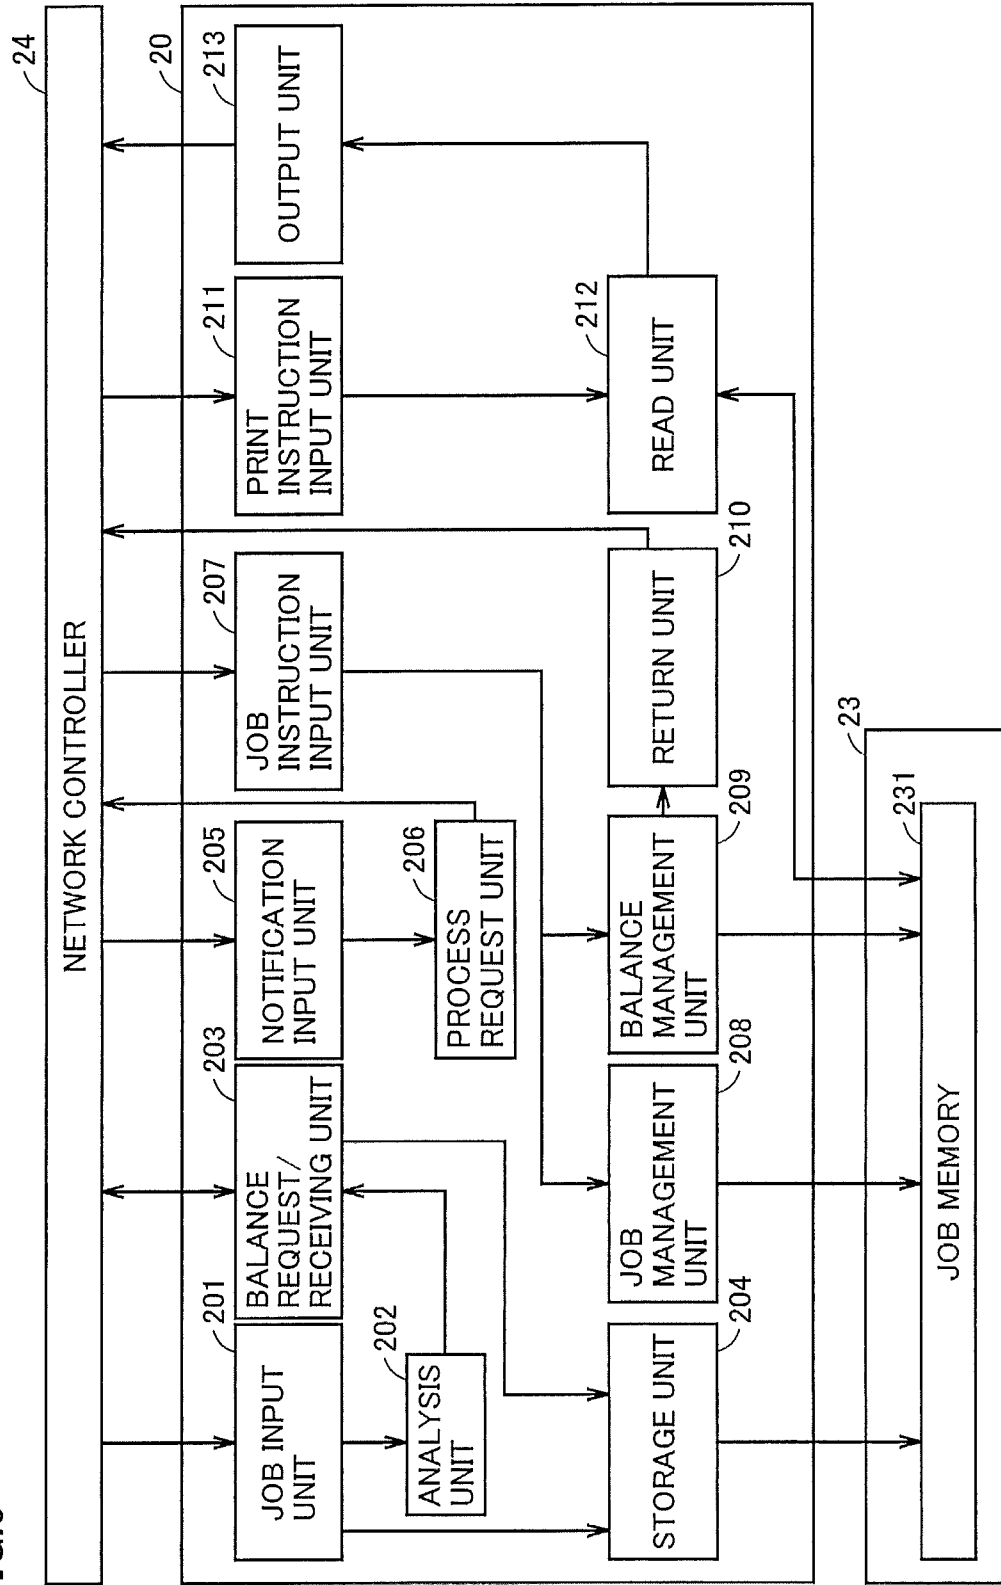 NETWORK CONTROLLER
24
20
201
JOB INPUT
UNIT
202
ANALYSIS
UNIT
203
BALANCE
REQUEST/
RECEIVING UNIT
205
NOTIFICATION
INPUT UNIT
206
PROCESS
REQUEST UNIT
207
JOB
INSTRUCTION
INPUT UNIT
211
PRINT
INSTRUCTION
INPUT UNIT
213
OUTPUT UNIT
STORAGE UNIT
204
JOB
MANAGEMENT
UNIT
208
BALANCE
MANAGEMENT
UNIT
209
RETURN UNIT
210
212
READ UNIT
23
231
JOB MEMORY